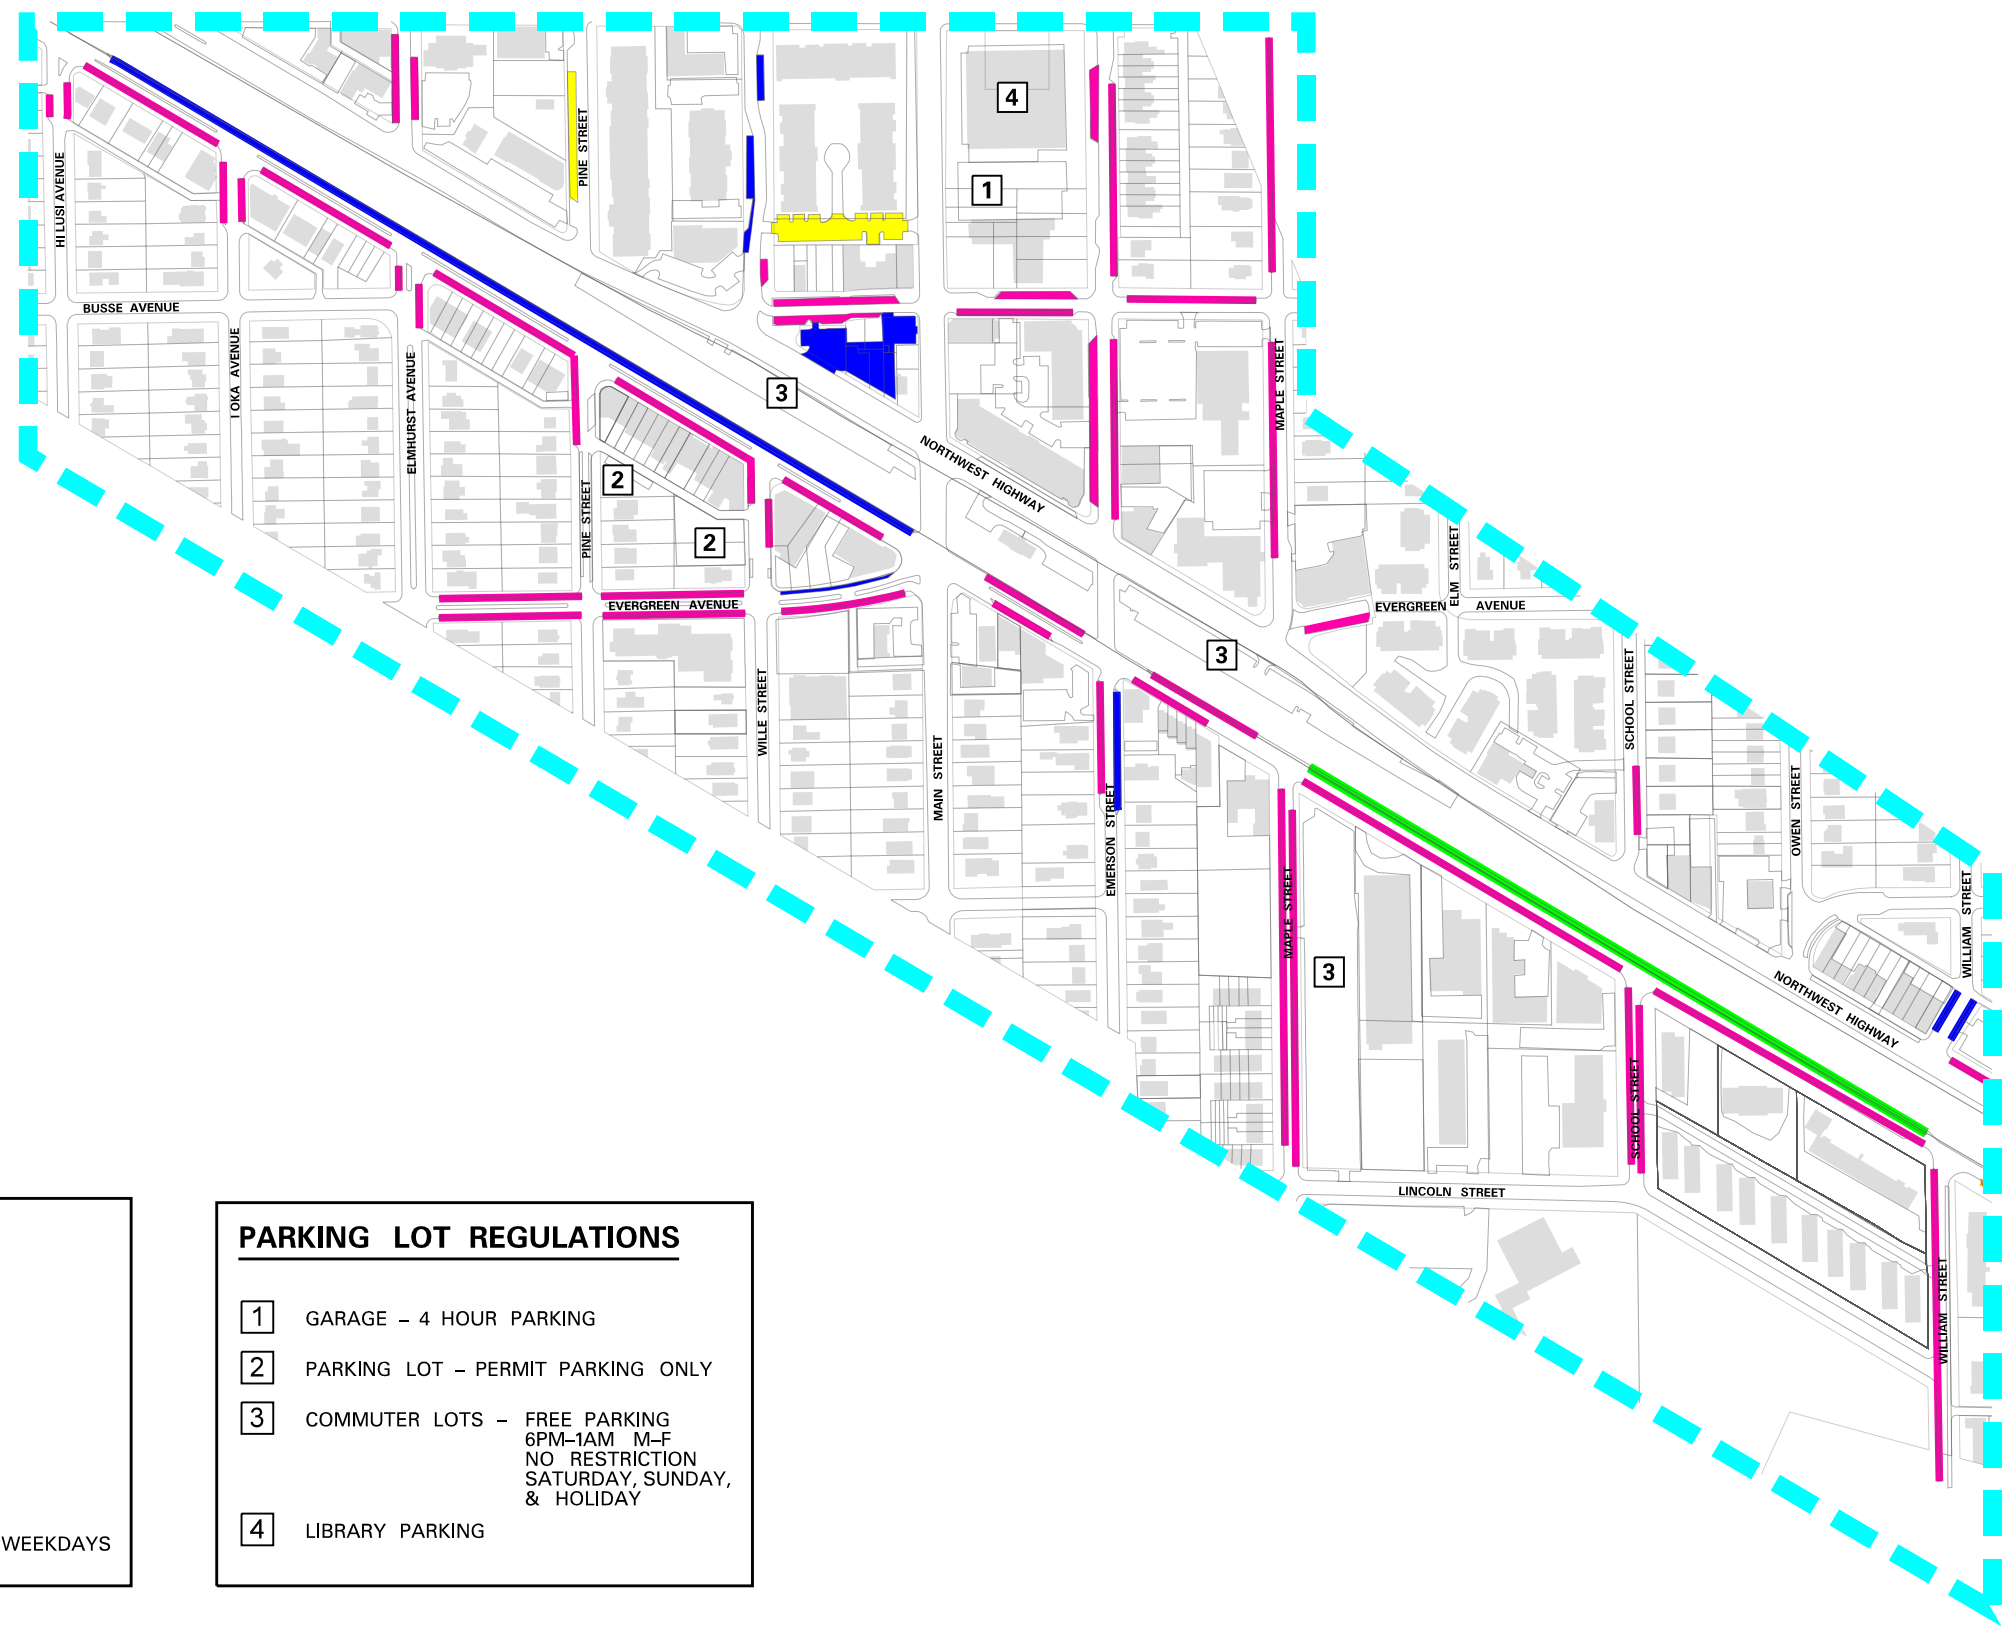 4
PINE STREET
1
HI LUSI AVENUE
BUSSE AVENUE
I OKA AVENUE
ELMHURST AVENUE
MAPLE STREET
3
NORTHWEST HIGHWAY
2
PINE STREET
2
EVERGREEN AVENUE
ELM STREET
EVERGREEN AVENUE
3
WILLE STREET
SCHOOL STREET
MAIN STREET
EMERSON STREET
OWEN STREET
MAPLE STREET
3
WILLIAM STREET
NORTHWEST HIGHWAY
SCHOOL STREET
LINCOLN STREET
WILLIAM STREET
WEEKDAYS
PARKING LOT REGULATIONS
1 GARAGE – 4 HOUR PARKING
2 PARKING LOT – PERMIT PARKING ONLY
3 COMMUTER LOTS – FREE PARKING
6PM–1AM M–F
NO RESTRICTION
SATURDAY, SUNDAY,
& HOLIDAY
4 LIBRARY PARKING